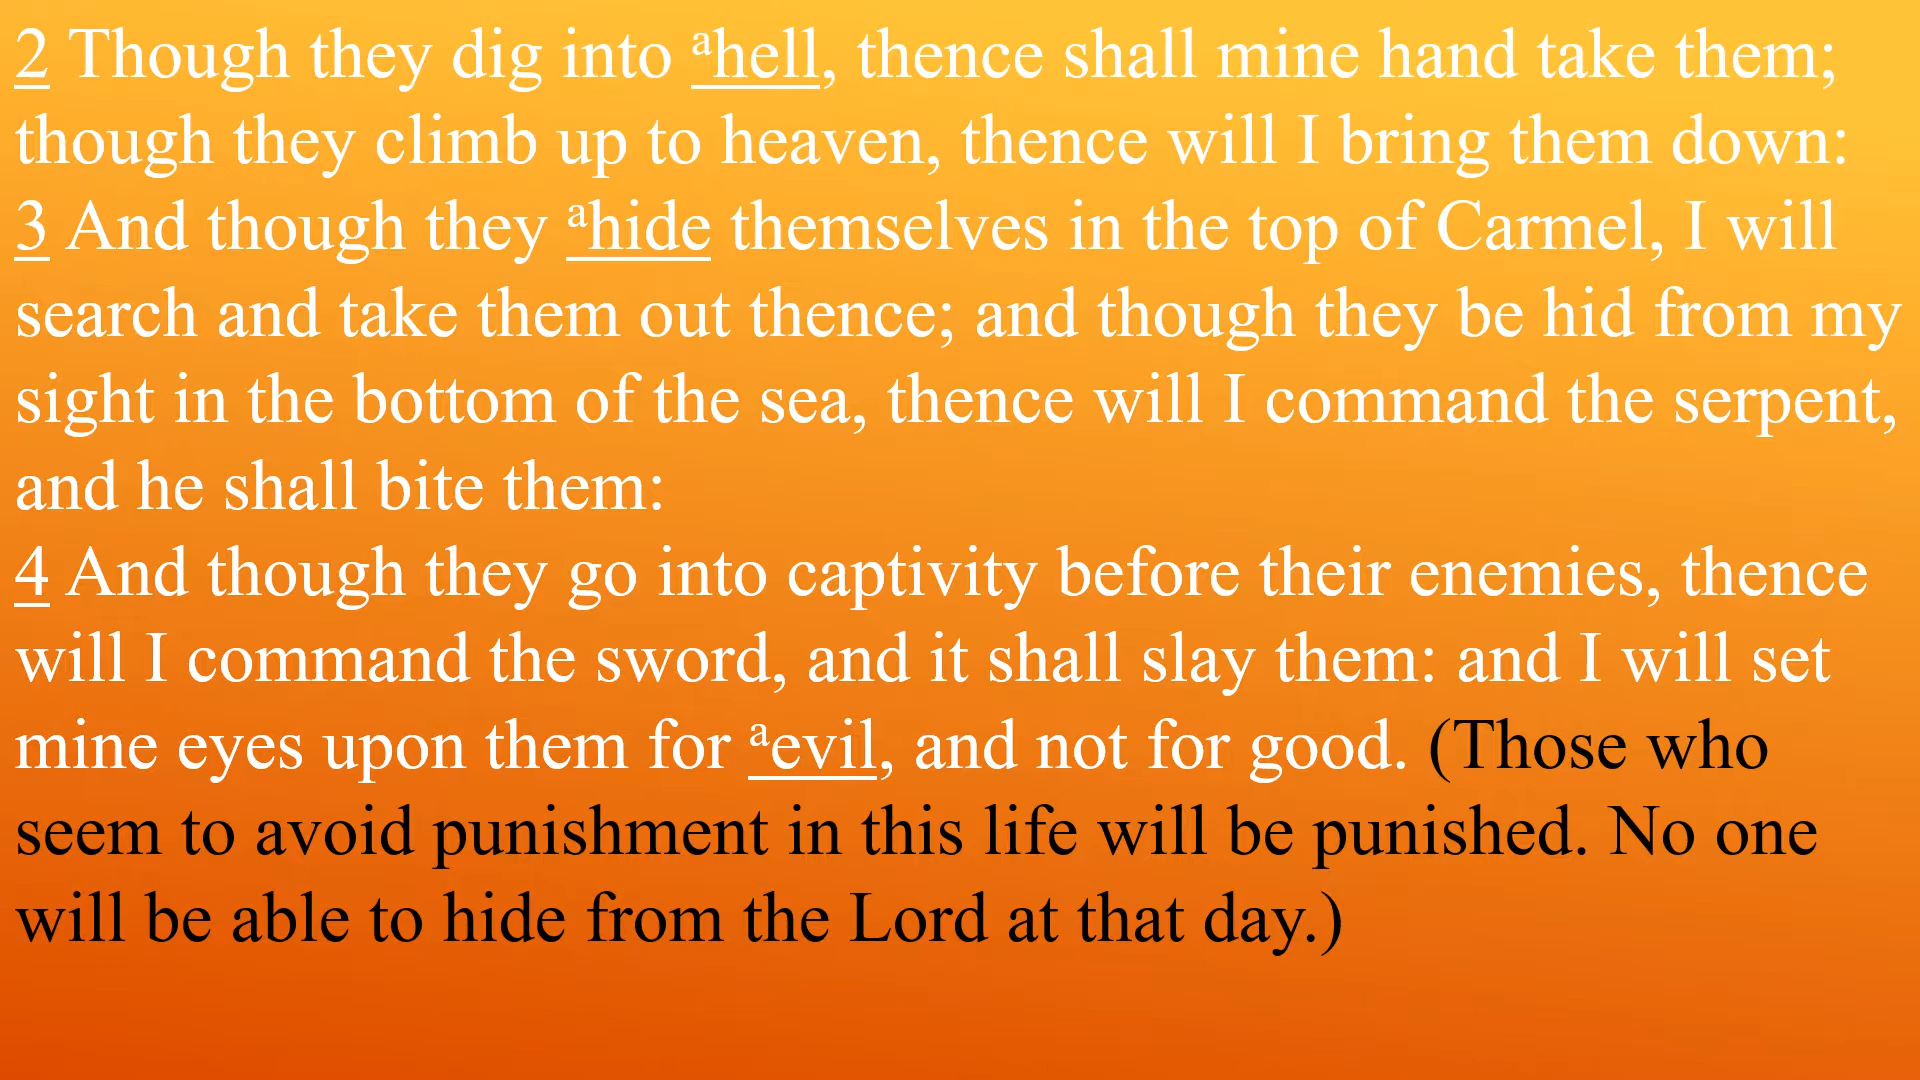 2 Though they dig into ahell, thence shall mine hand take them;
though they climb up to heaven, thence will I bring them down:
3 And though they ahide themselves in the top of Carmel, I will
search and take them out thence; and though they be hid from my
sight in the bottom of the sea, thence will I command the serpent,
and he shall bite them:
4 And though they go into captivity before their enemies, thence
will I command the sword, and it shall slay them: and I will set
mine eyes upon them for aevil, and not for good. (Those who
seem to avoid punishment in this life will be punished. No one
will be able to hide from the Lord at that day.)